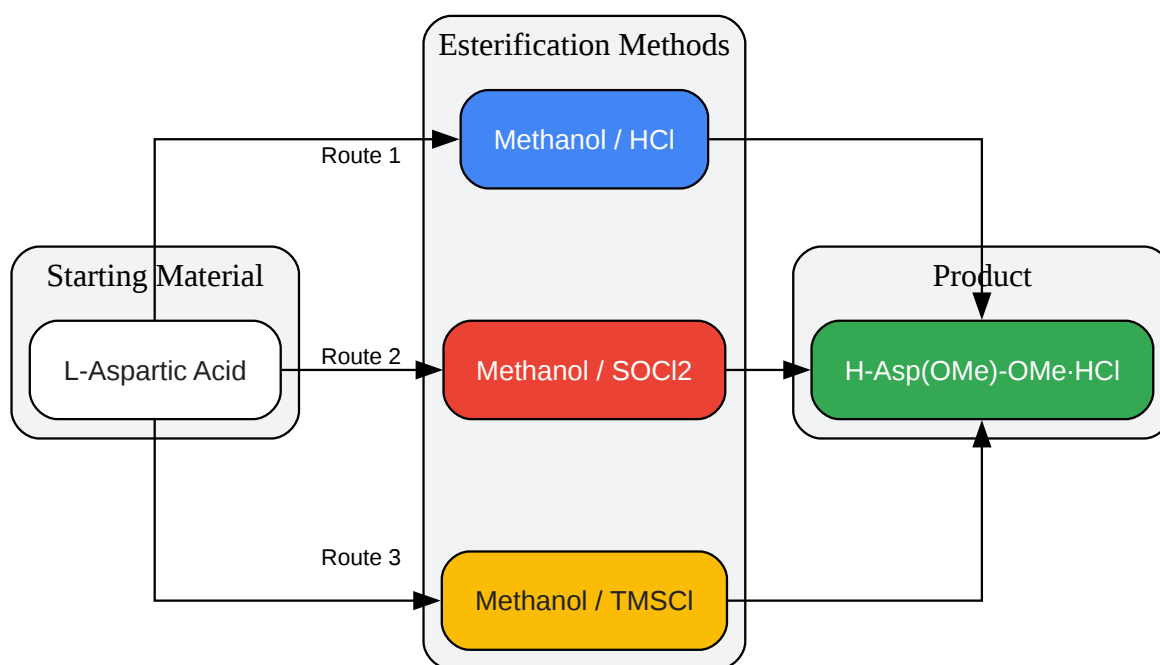 Esterification Methods
Methanol / HCl
Route 1
Starting Material
Product
L-Aspartic Acid
Route 2
Methanol / SOCl2
H-Asp(OMe)-OMe·HCl
Route 3
Methanol / TMSCl